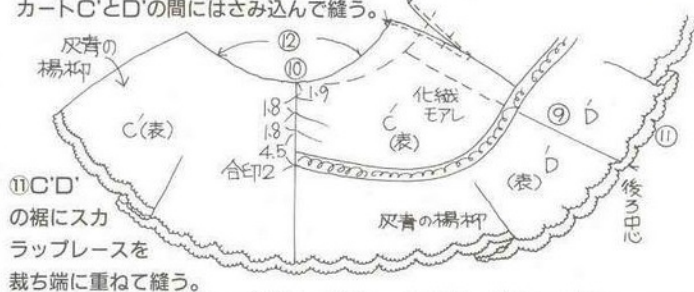 カートC'とD'の間にはさみ込んで縫う。
灰青の
楊柳
⑫
⑩
1.9
1.8
1.8
4.5
合印2
化繊
モアレ
C'(表)
C'
(表)
⑨
D'
D'
(表)
⑪
後ろ中心
灰青の楊柳
⑪C'D'
の裾にスカ
ラップレースを
裁ち端に重ねて縫う。